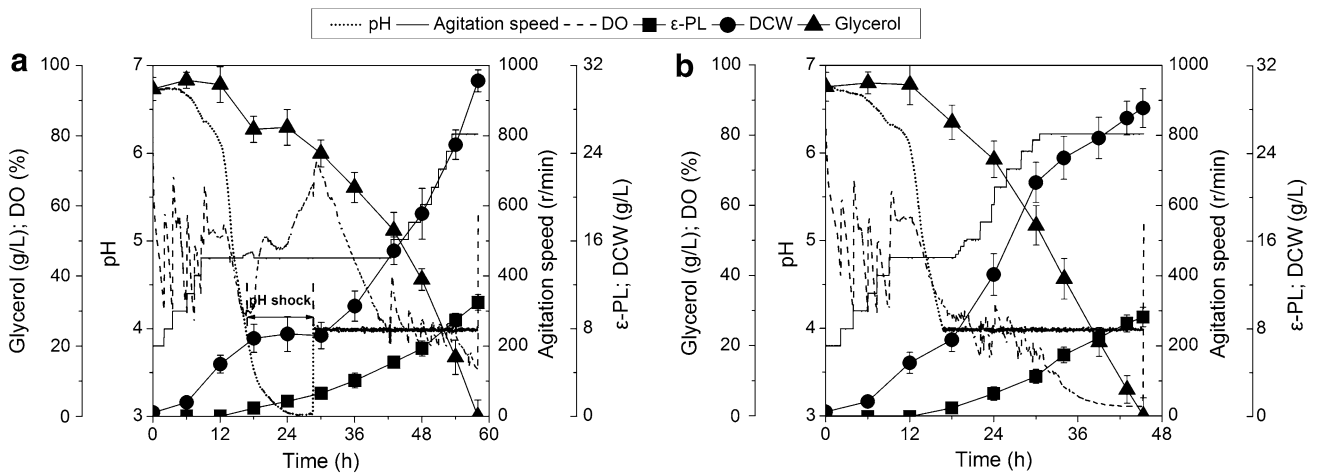 pH Agitation speed DO ε-PL DCW Glycerol
a
100 7 1000 32
80 6 800 24
60 600
5 16
40 400
pH shock
4 8
20 200
0 3 0 0
0 12 24 36 48 60
Time (h)
Glycerol (g/L); DO (%)
pH
Agitation speed (r/min)
ε-PL; DCW (g/L)
b
100 7 1000 32
80 6 800 24
60 600
5 16
40 400
4 8
20 200
0 3 0 0
0 12 24 36 48
Time (h)
Glycerol (g/L); DO (%)
pH
Agitation speed (r/min)
ε-PL; DCW (g/L)